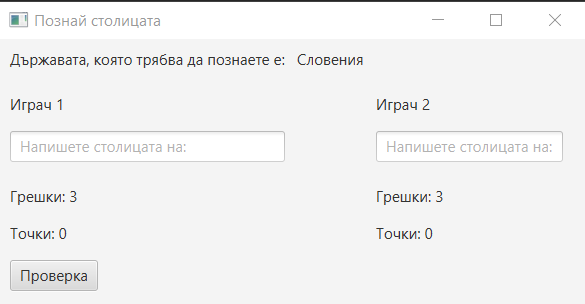 Познай столицата
Държавата, която трябва да познаете е: Словения
Играч 1 Играч 2
Напишете столицата на: Напишете столицата на:
Грешки: 3 Грешки: 3
Точки: 0 Точки: 0
Проверка